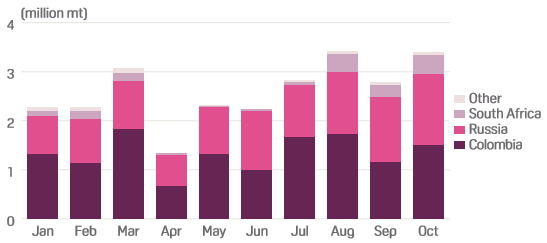 (million mt)
4
3
2
1
0
Jan Feb Mar Apr May Jun Jul Aug Sep Oct
Other
South Africa
Russia
Colombia